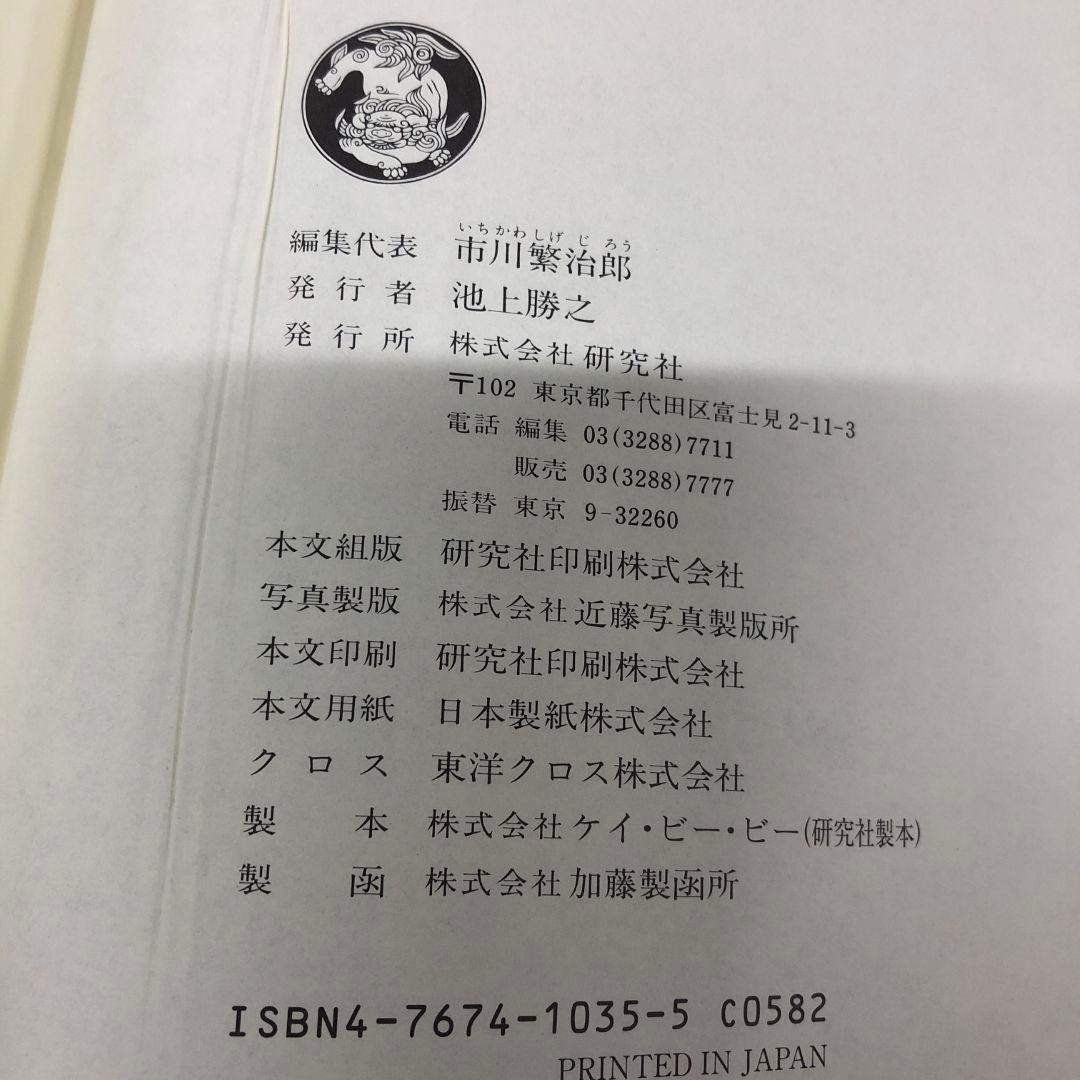 いちかわしげじろう
編集代表 市川繁治郎
発行者 池上勝之
発行所 株式会社研究社
〒102 東京都千代田区富士見2-11-3
電話 編集 03(3288)7711
販売 03(3288)7777
振替 東京 9-32260
本文組版 研究社印刷株式会社
写真製版 株式会社近藤写真製版所
本文印刷 研究社印刷株式会社
本文用紙 日本製紙株式会社
クロス 東洋クロス株式会社
製本 株式会社ケイ・ビー・ビー(研究社製本)
製函 株式会社加藤製函所
ISBN4-7674-1035-5 C0582
PRINTED IN JAPAN